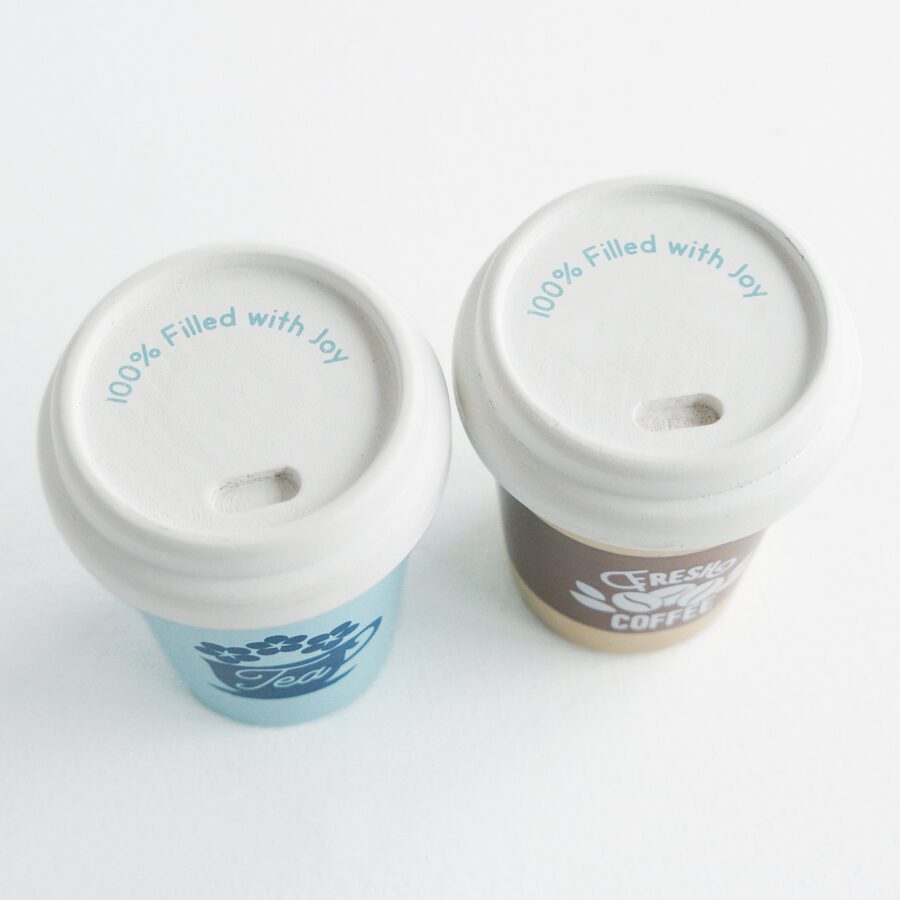 100% Filled with Joy
100% Filled with Joy
Tea
FRESH
COFFEE